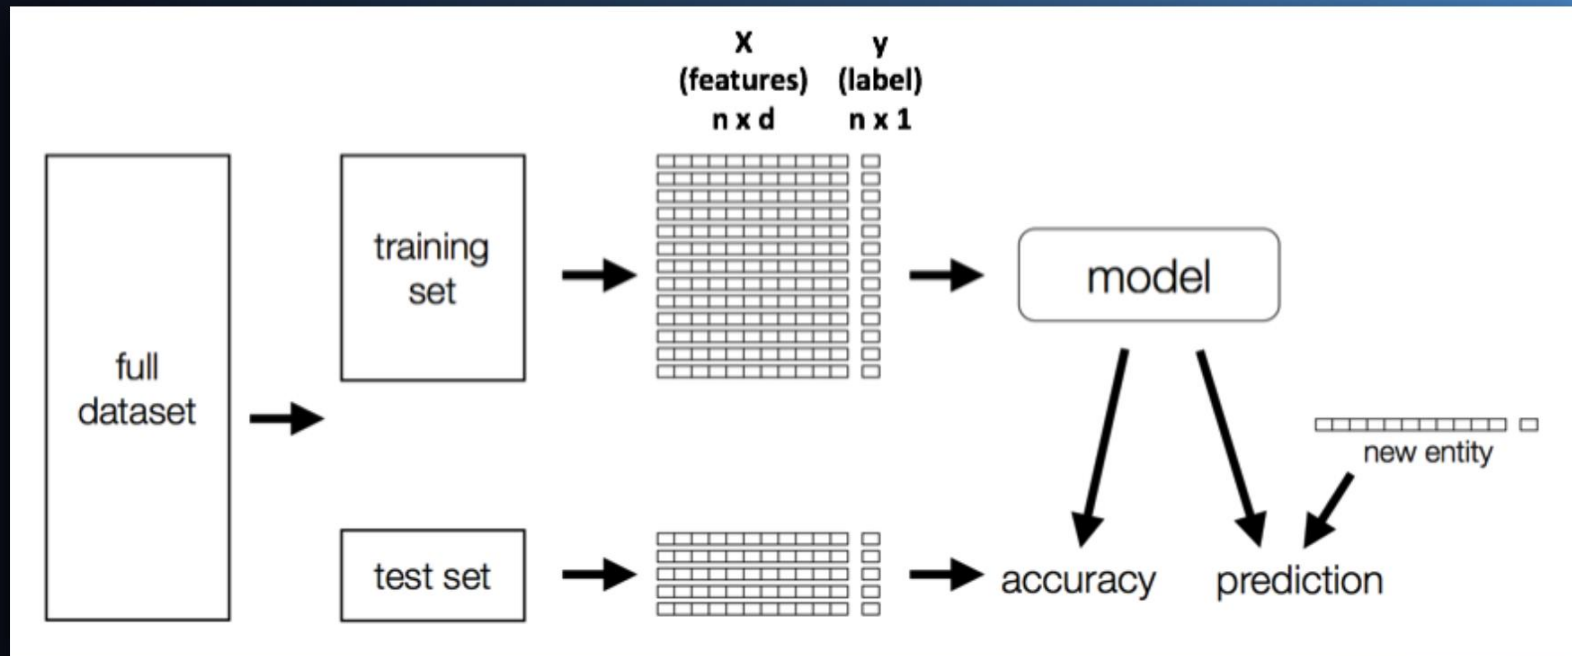 X
(features)
n x d
y
(label)
n x 1
full
dataset
training
set
test set
model
new entity
accuracy
prediction